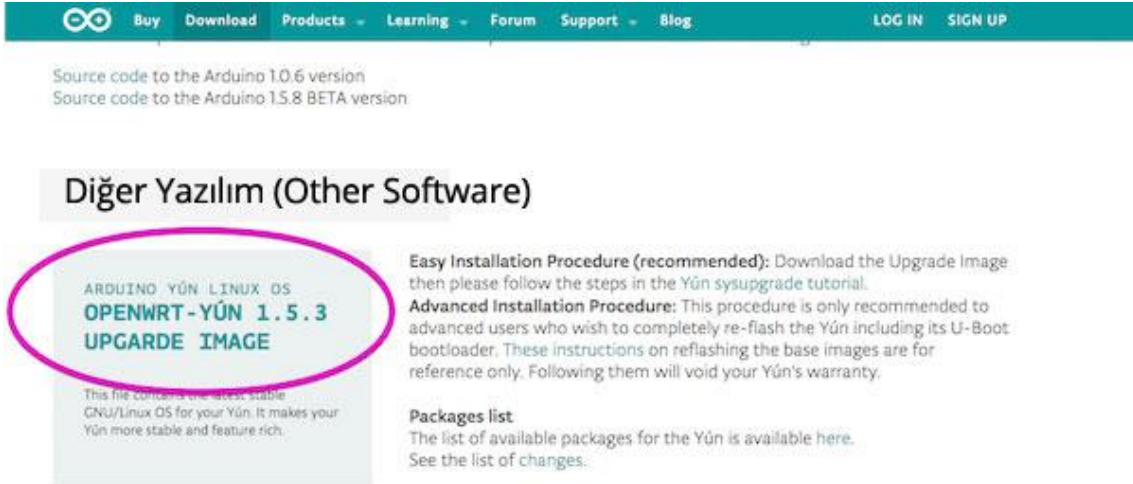 Buy Download Products Learning Forum Support Blog LOG IN SIGN UP
Source code to the Arduino 1.0.6 version
Source code to the Arduino 1.5.8 BETA version
Diğer Yazılım (Other Software)
ARDUINO YÚN LINUX OS
OPENWRT-YÚN 1.5.3
UPGARDE IMAGE
This file contains the latest stable
GNU/Linux OS for your Yún. It makes your
Yún more stable and feature rich.
Easy Installation Procedure (recommended): Download the Upgrade Image
then please follow the steps in the Yún sysupgrade tutorial.
Advanced Installation Procedure: This procedure is only recommended to
advanced users who wish to completely re-flash the Yún including its U-Boot
bootloader. These instructions on reflashing the base images are for
reference only. Following them will void your Yún's warranty.
Packages list
The list of available packages for the Yún is available here.
See the list of changes.